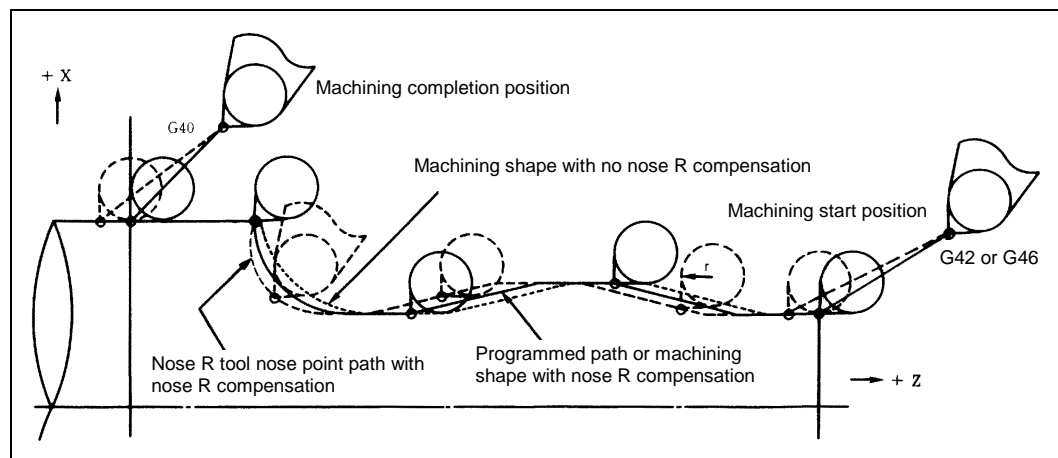 + X
Machining completion position
G40
Machining shape with no nose R compensation
Machining start position
r
G42 or G46
Nose R tool nose point path with
nose R compensation
Programmed path or machining
shape with nose R compensation
+ Z